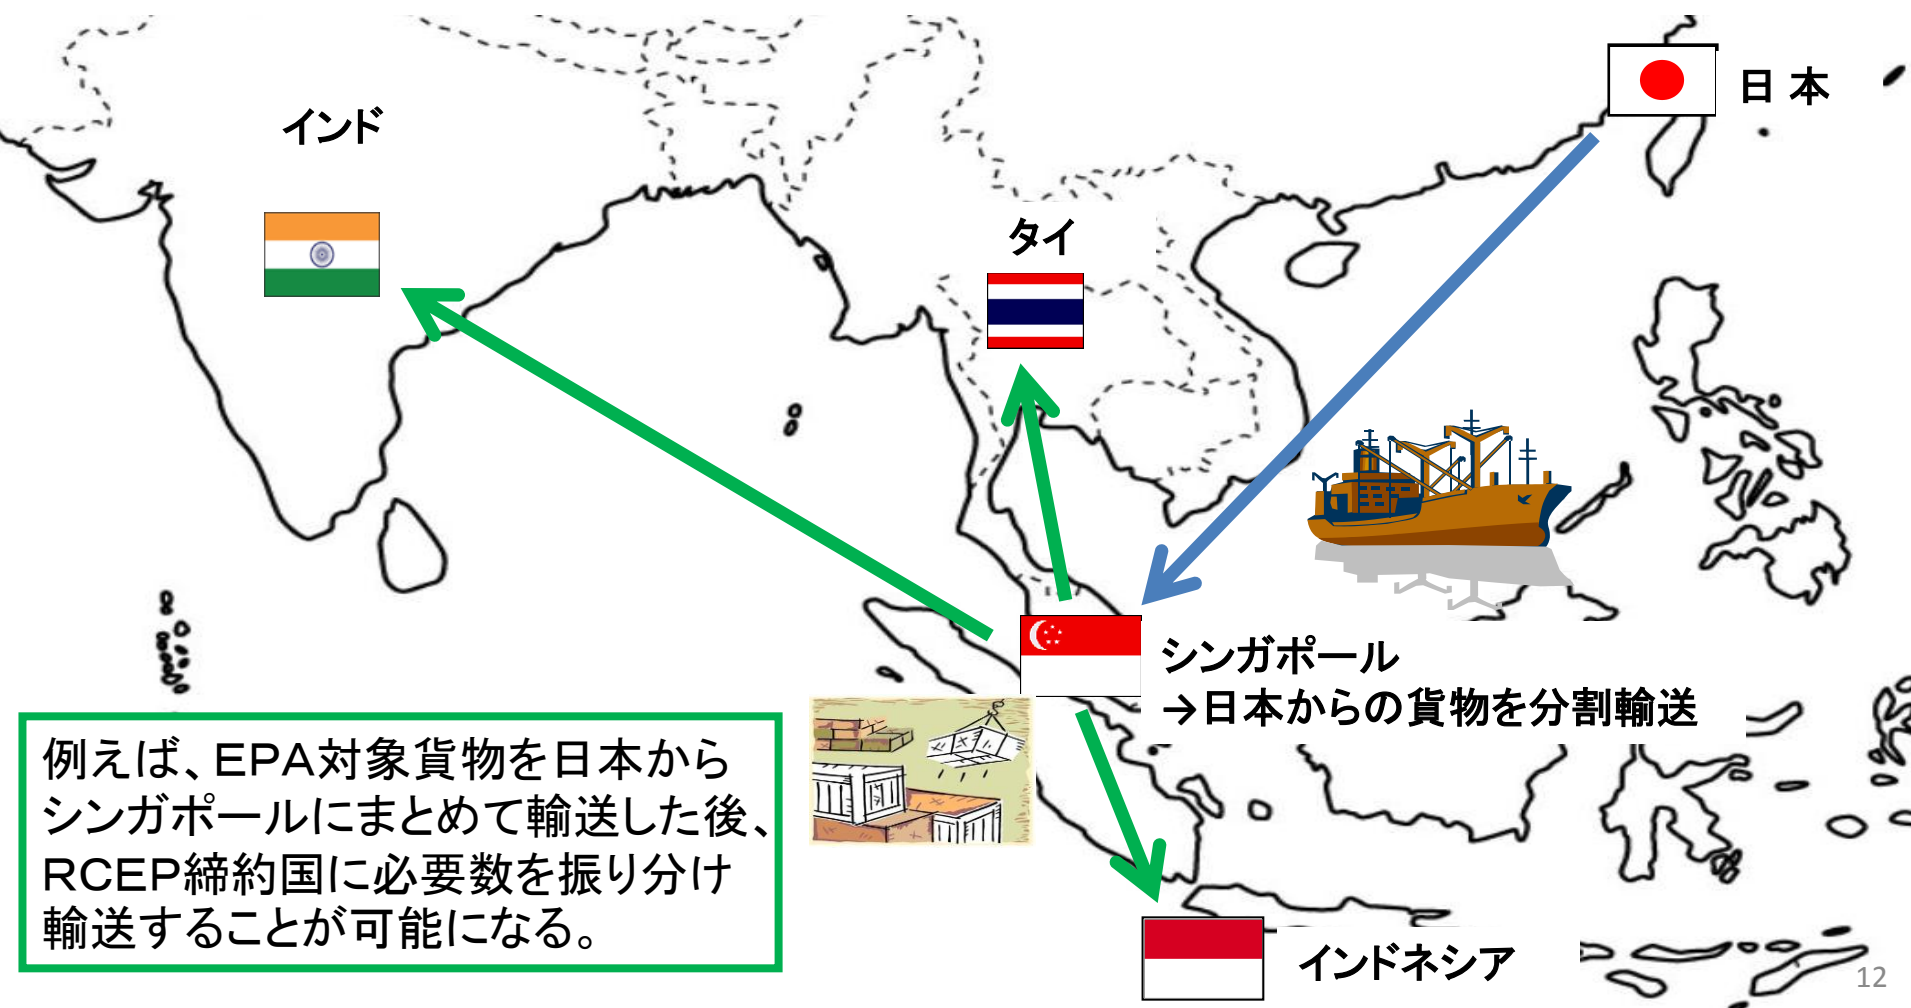 日 本
インド
タイ
シンガポール
→日本からの貨物を分割輸送
例えば、EPA対象貨物を日本から
シンガポールにまとめて輸送した後、
RCEP締約国に必要数を振り分け
輸送することが可能になる。
インドネシア
12